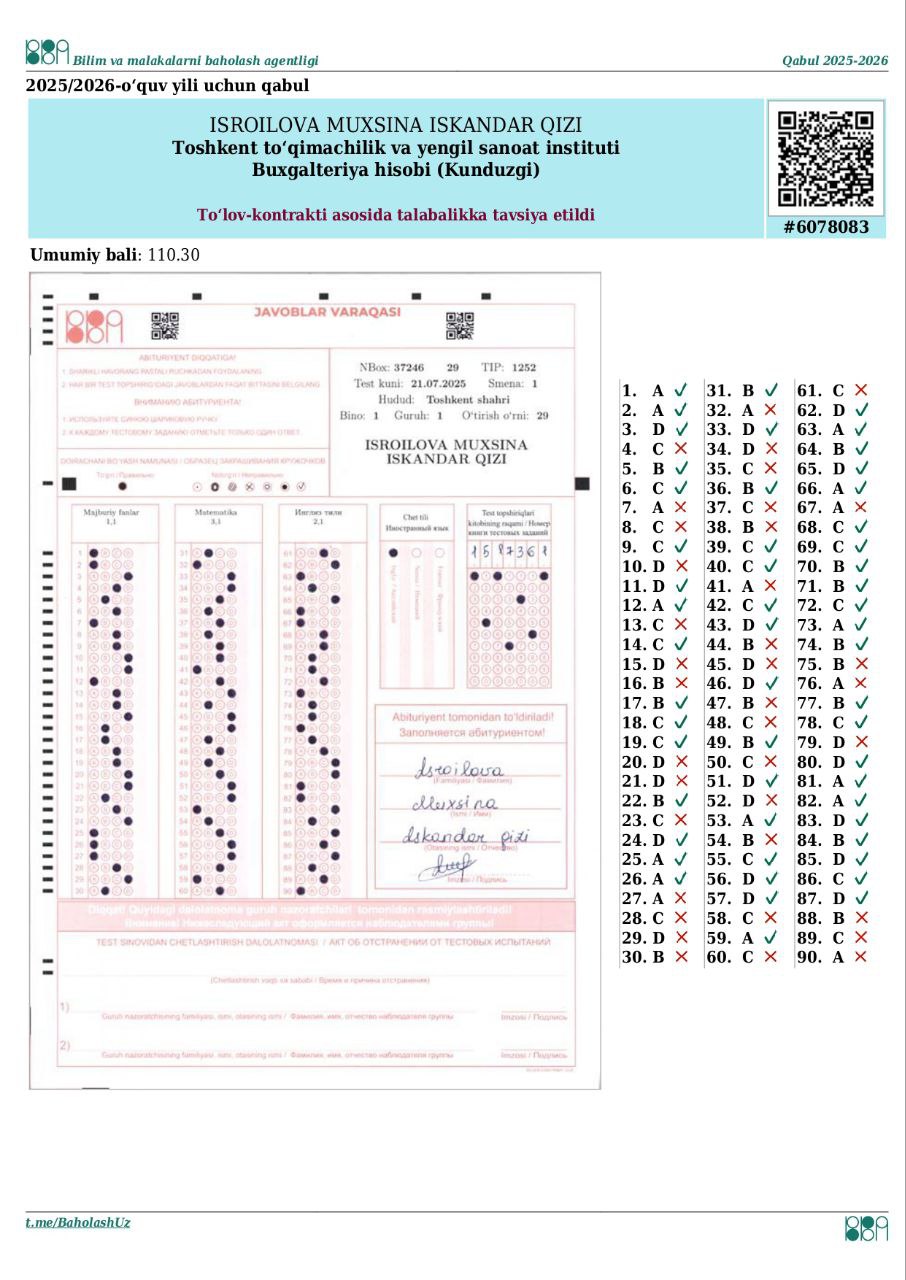 Bilim va malakalarni baholash agentligi
Qabul 2025-2026
2025/2026-o‘quv yili uchun qabul
ISROILOVA MUXSINA ISKANDAR QIZI
Toshkent to‘qimachilik va yengil sanoat instituti
Buxgalteriya hisobi (Kunduzgi)
To‘lov-kontrakti asosida talabalikka tavsiya etildi
#6078083
Umumiy bali: 110.30
JAVOBLAR VARAQASI
ABITURIYENT DIQQATIGA!
1. SHARIKLI HAVORANG PASTALI RUCHKADAN FOYDALANING.
2. HAR BIR TEST TOPSHIRIG'IDAGI JAVOBLARDAN FAQAT BITTASINI BELGILANG.
ВНИМАНИЮ АБИТУРИЕНТА!
1. ИСПОЛЬЗУЙТЕ СИНЮЮ ШАРИКОВУЮ РУЧКУ.
2. К КАЖДОМУ ТЕСТОВОМУ ЗАДАНИЮ ОТМЕТЬТЕ ТОЛЬКО ОДИН ОТВЕТ.
DOIRACHANI BO'YASH NAMUNASI / ОБРАЗЕЦ ЗАКРАШИВАНИЯ КРУЖОЧКОВ
To'g'ri / Правильно
Noto'g'ri / Неправильно
NBox: 37246 29 TIP: 1252
Test kuni: 21.07.2025 Smena: 1
Hudud: Toshkent shahri
Bino: 1 Guruh: 1 O'tirish o'rni: 29
ISROILOVA MUXSINA
ISKANDAR QIZI
Majburiy fanlar
1,1
Matematika
3,1
Инглиз тили
2,1
Chet tili
Иностранный язык
Test topshiriqlari
kitobining raqami / Номер
книги тестовых заданий
Abituriyent tomonidan to'ldiriladi!
Заполняется абитуриентом!
Isroilova
(Familiyasi / Фамилия)
Muxsina
(Ismi / Имя)
Iskandar qizi
(Otasining ismi / Отчество)
Imzosi / Подпись
Diqqat! Quyidagi dalolatnoma guruh nazoratchilari tomonidan rasmiylashtiriladi!
Внимание! Нижеследующий акт оформляется наблюдателями группы!
TEST SINOVIDAN CHETLASHTIRISH DALOLATNOMASI / АКТ ОБ ОТСТРАНЕНИИ ОТ ТЕСТОВЫХ ИСПЫТАНИЙ
(Chetlashtirish vaqti va sababi / Время и причина отстранения)
1)
Guruh nazoratchisining familiyasi, ismi, otasining ismi / Фамилия, имя, отчество наблюдателя группы
Imzosi / Подпись
2)
Guruh nazoratchisining familiyasi, ismi, otasining ismi / Фамилия, имя, отчество наблюдателя группы
Imzosi / Подпись
1. A ✓ 31. B ✓ 61. C ✗
2. A ✓ 32. A ✗ 62. D ✓
3. D ✓ 33. D ✓ 63. A ✓
4. C ✗ 34. D ✗ 64. B ✓
5. B ✓ 35. C ✗ 65. D ✓
6. C ✓ 36. B ✓ 66. A ✓
7. A ✗ 37. C ✗ 67. A ✗
8. C ✗ 38. B ✗ 68. C ✓
9. C ✓ 39. C ✓ 69. C ✓
10. D ✗ 40. C ✓ 70. B ✓
11. D ✓ 41. A ✗ 71. B ✓
12. A ✓ 42. C ✓ 72. C ✓
13. C ✗ 43. D ✓ 73. A ✓
14. C ✓ 44. B ✗ 74. B ✓
15. D ✗ 45. D ✗ 75. B ✗
16. B ✗ 46. D ✓ 76. A ✗
17. B ✓ 47. B ✗ 77. B ✓
18. C ✓ 48. C ✗ 78. C ✓
19. C ✓ 49. B ✓ 79. D ✗
20. D ✗ 50. C ✗ 80. D ✓
21. D ✗ 51. D ✓ 81. A ✓
22. B ✓ 52. D ✗ 82. A ✓
23. C ✗ 53. A ✓ 83. D ✓
24. D ✓ 54. B ✗ 84. B ✓
25. A ✓ 55. C ✓ 85. D ✓
26. A ✓ 56. D ✓ 86. C ✓
27. A ✗ 57. D ✓ 87. D ✓
28. C ✗ 58. C ✗ 88. B ✗
29. D ✗ 59. A ✓ 89. C ✗
30. B ✗ 60. C ✗ 90. A ✗
t.me/BaholashUz